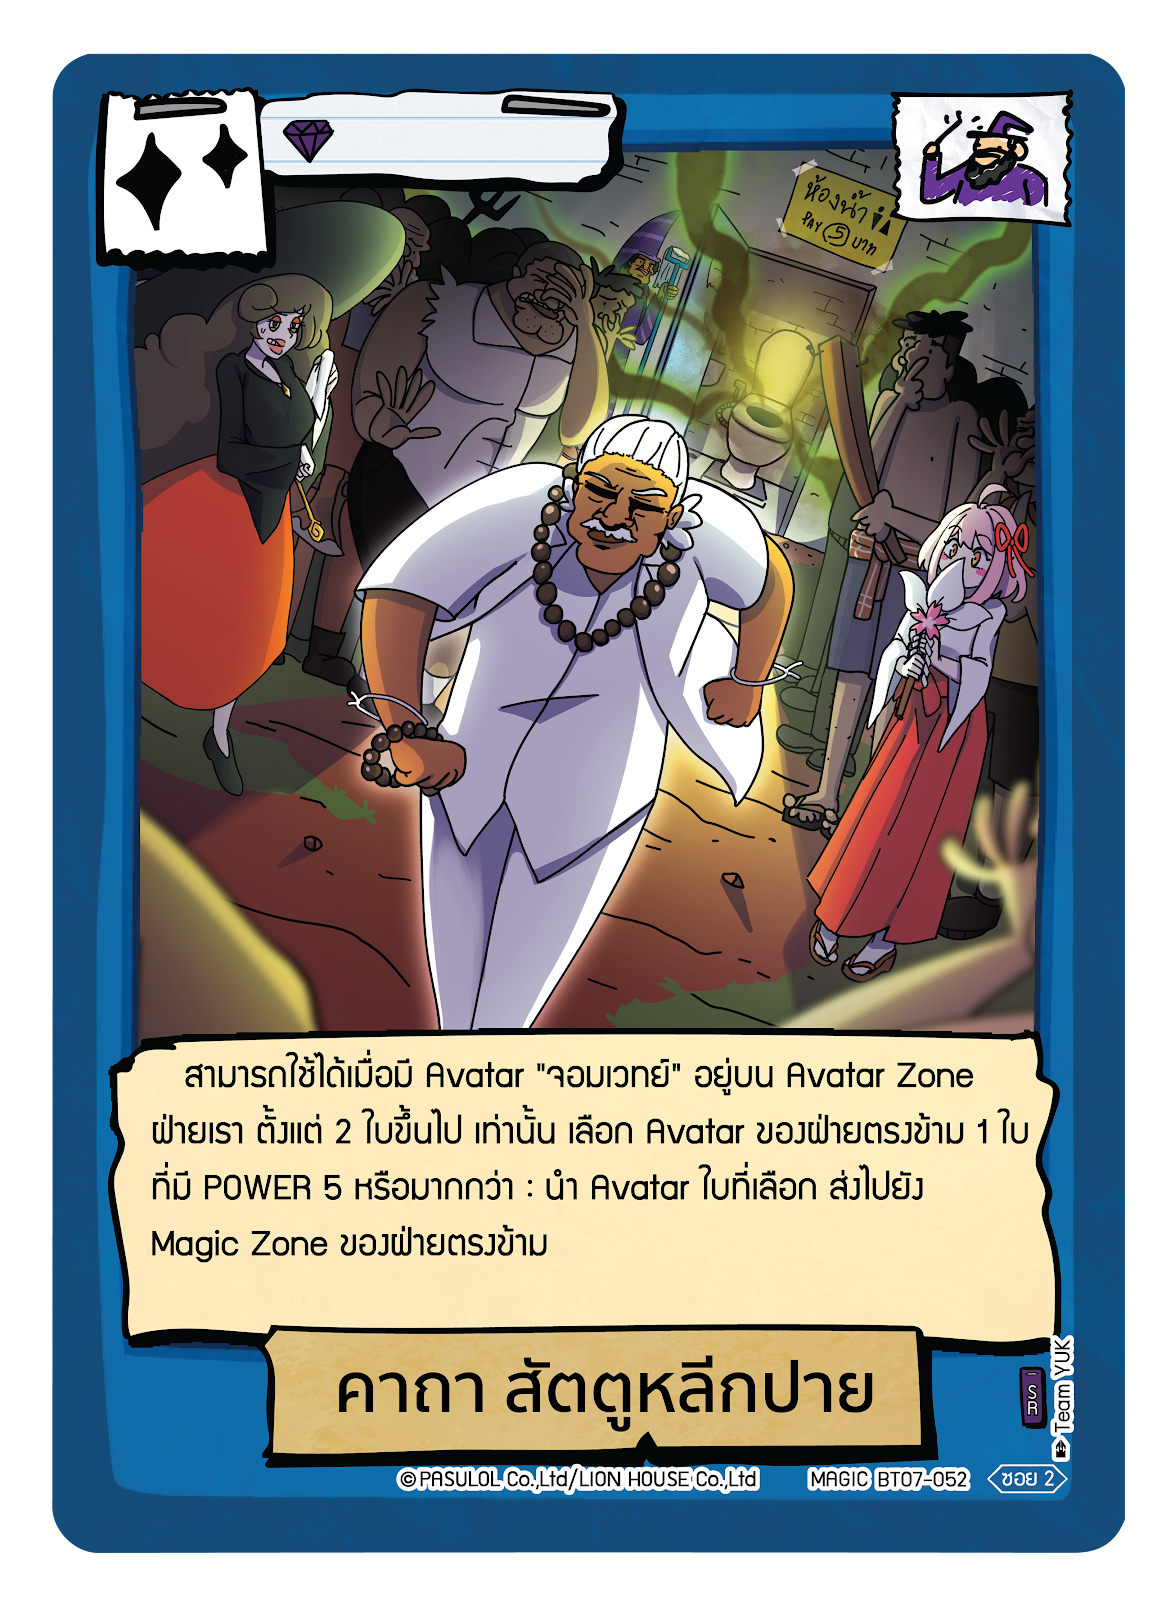 ห้องน้ำ
PAY 5 บาท
สามารถใช้ได้เมื่อมี Avatar "จอมเวทย์" อยู่บน Avatar Zone
ฝ่ายเรา ตั้งแต่ 2 ใบขึ้นไป เท่านั้น เลือก Avatar ของฝ่ายตรงข้าม 1 ใบ
ที่มี POWER 5 หรือมากกว่า : นำ Avatar ใบที่เลือก ส่งไปยัง
Magic Zone ของฝ่ายตรงข้าม
คาถา สัตตูหลีกปาย
SR
Team YUK
©PASULOL Co.,Ltd/LION HOUSE Co.,Ltd
MAGIC BT07-052
ซอย 2